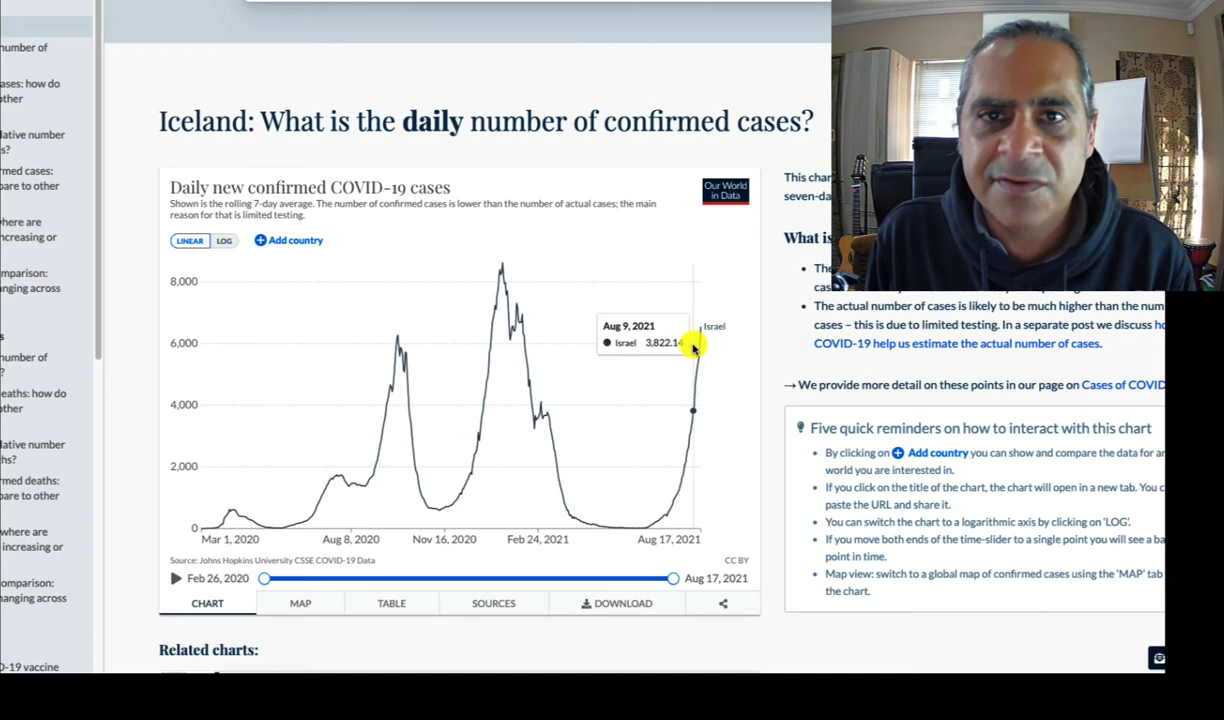 number of
ases: how do
other
lative number
s?
rmed cases:
pare to other
where are
ncreasing or
mparison:
anging across
s
number of
?
eaths: how do
other
lative number
hs?
rmed deaths:
pare to other
where are
increasing or
omparison:
hanging across
D-19 vaccine
Iceland: What is the daily number of confirmed cases?
Daily new confirmed COVID-19 cases
Shown is the rolling 7-day average. The number of confirmed cases is lower than the number of actual cases; the main
reason for that is limited testing.
Our World
in Data
LINEAR LOG Add country
8,000
6,000
4,000
2,000
0
Aug 9, 2021
Israel 3,822.14
Israel
Mar 1, 2020 Aug 8, 2020 Nov 16, 2020 Feb 24, 2021 Aug 17, 2021
Source: Johns Hopkins University CSSE COVID-19 Data CC BY
Feb 26, 2020 Aug 17, 2021
CHART MAP TABLE SOURCES DOWNLOAD
Related charts:
This char
seven-da
What is
The
cas
The actual number of cases is likely to be much higher than the num
cases – this is due to limited testing. In a separate post we discuss ho
COVID-19 help us estimate the actual number of cases.
→ We provide more detail on these points in our page on Cases of COVID
Five quick reminders on how to interact with this chart
By clicking on Add country you can show and compare the data for an
world you are interested in.
If you click on the title of the chart, the chart will open in a new tab. You c
paste the URL and share it.
You can switch the chart to a logarithmic axis by clicking on 'LOG'.
If you move both ends of the time-slider to a single point you will see a ba
point in time.
Map view: switch to a global map of confirmed cases using the 'MAP' tab
the chart.